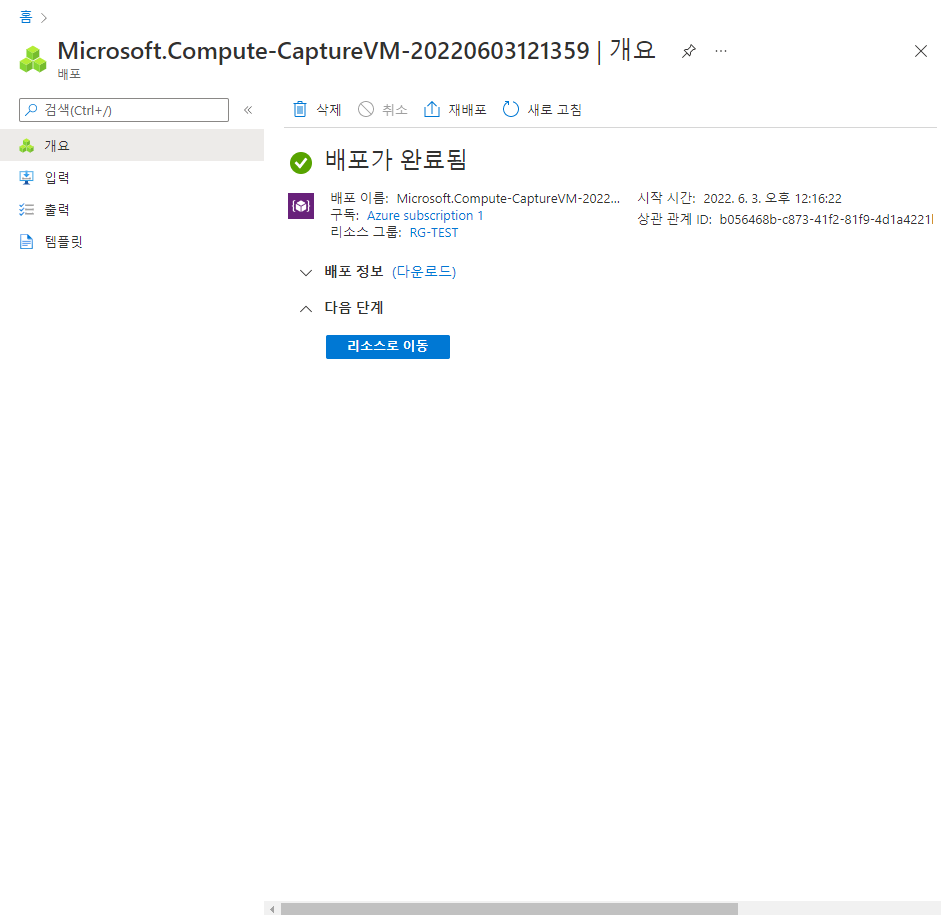 홈
Microsoft.Compute-CaptureVM-20220603121359 | 개요
배포
검색(Ctrl+/)
개요
입력
출력
템플릿
삭제 취소 재배포 새로 고침
배포가 완료됨
배포 이름: Microsoft.Compute-CaptureVM-2022... 시작 시간: 2022. 6. 3. 오후 12:16:22
구독: Azure subscription 1 상관 관계 ID: b056468b-c873-41f2-81f9-4d1a4221
리소스 그룹: RG-TEST
배포 정보 (다운로드)
다음 단계
리소스로 이동